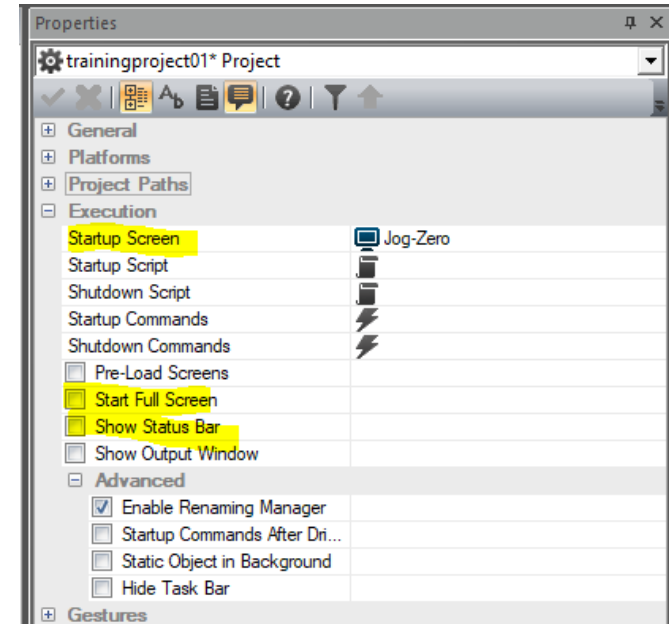 Properties
trainingproject01* Project
General
Platforms
Project Paths
Execution
Startup Screen Jog-Zero
Startup Script
Shutdown Script
Startup Commands
Shutdown Commands
Pre-Load Screens
Start Full Screen
Show Status Bar
Show Output Window
Advanced
Enable Renaming Manager
Startup Commands After Dri...
Static Object in Background
Hide Task Bar
Gestures